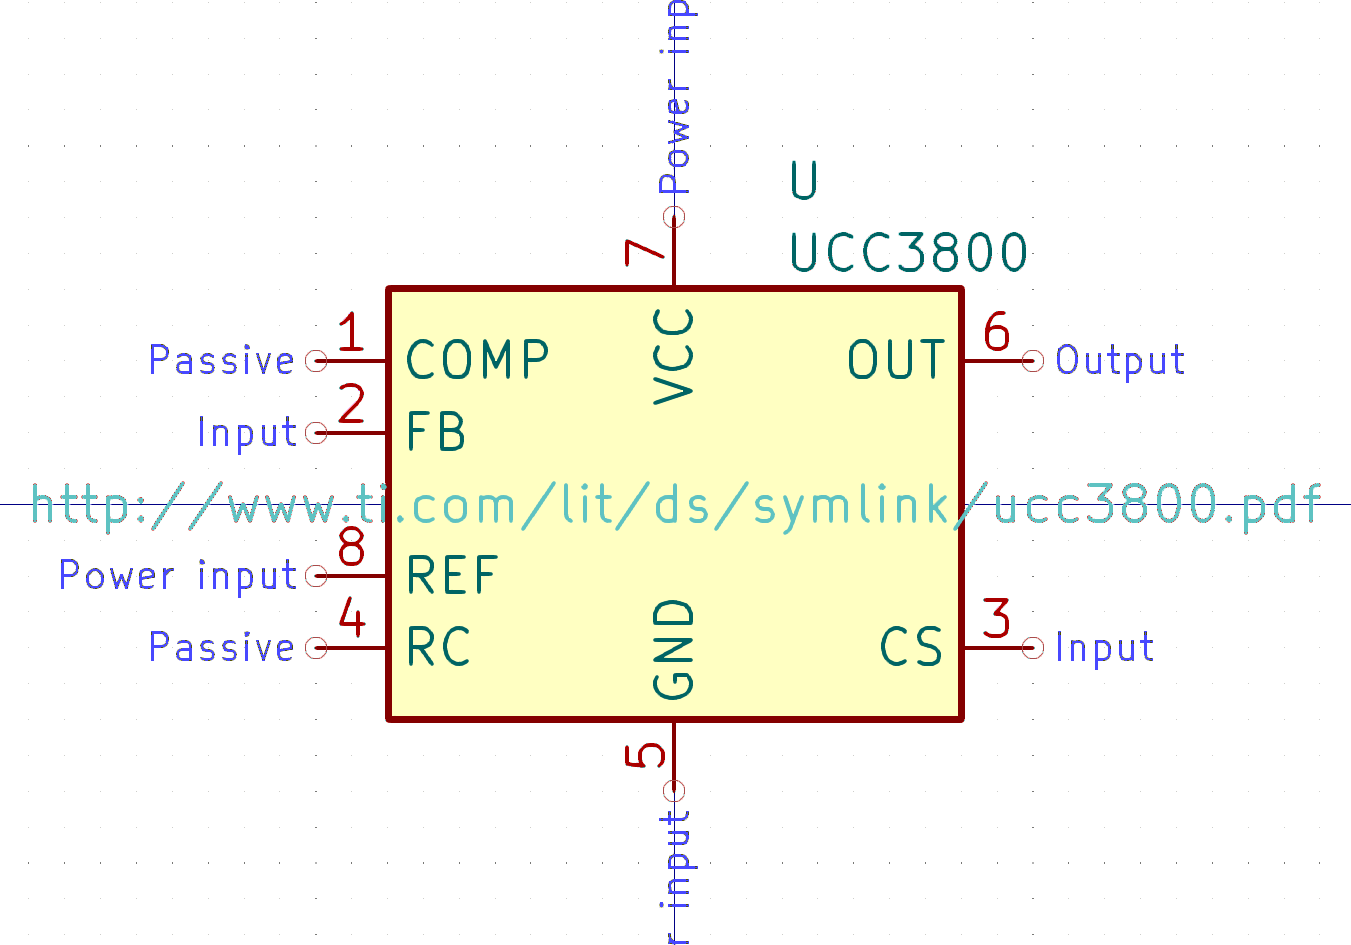 Power inp
U
UCC3800
7
VCC
1
Passive
COMP
OUT
6
Output
2
Input
FB
http://www.ti.com/lit/ds/symlink/ucc3800.pdf
8
Power input
REF
4
Passive
RC
GND
CS
3
Input
5
r input